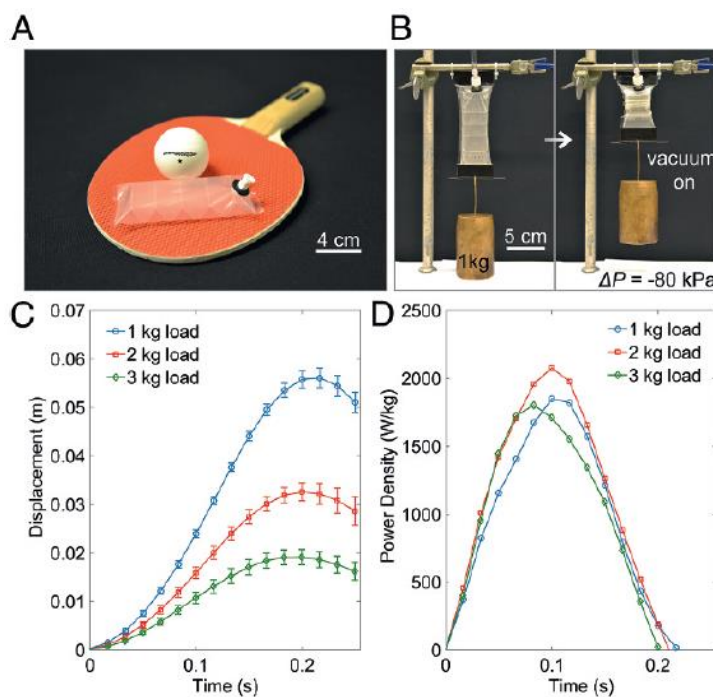 A
4 cm
B
1kg
5 cm
vacuum
on
ΔP = -80 kPa
C
0.07
0.06
0.05
0.04
0.03
0.02
0.01
0
0
0.1
0.2
Displacement (m)
Time (s)
1 kg load
2 kg load
3 kg load
D
2500
2000
1500
1000
500
0
0
0.1
0.2
Power Density (W/kg)
Time (s)
1 kg load
2 kg load
3 kg load